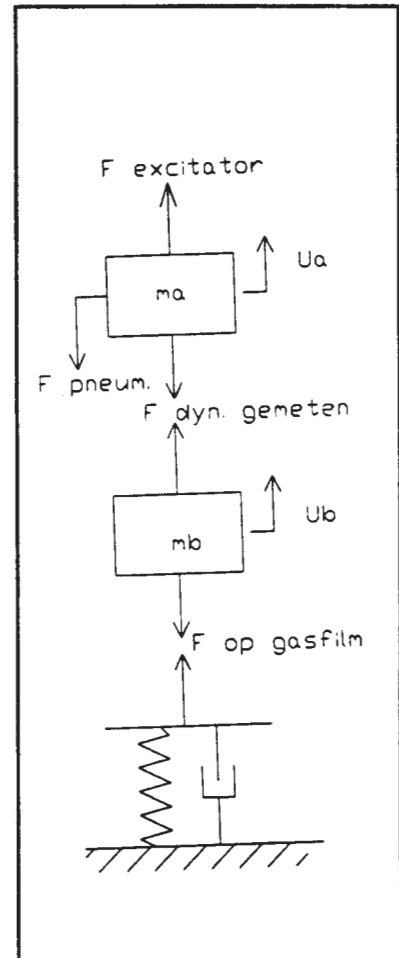 F excitator
Ua
ma
F pneum.
F dyn. gemeten
Ub
mb
F op gasfilm